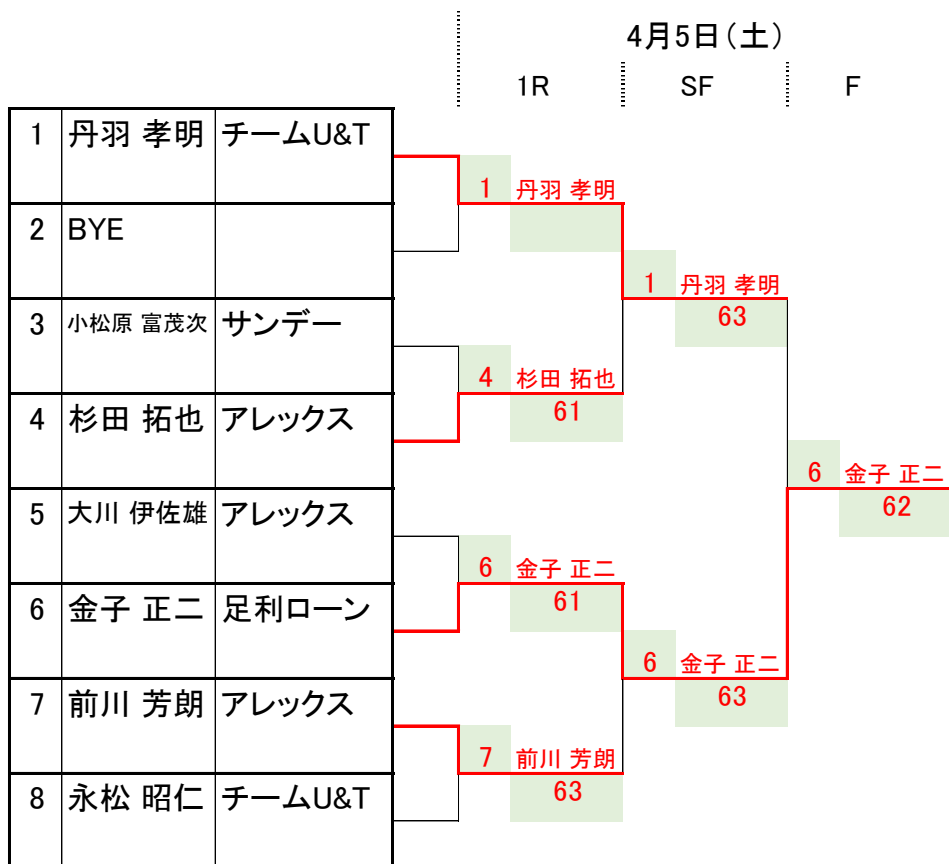 4月5日(土)
1R SF F
1 丹羽 孝明 チームU&T
1 丹羽 孝明
2 BYE
1 丹羽 孝明
63
3 小松原 富茂次 サンデー
4 杉田 拓也
61
4 杉田 拓也 アレックス
6 金子 正二
62
5 大川 伊佐雄 アレックス
6 金子 正二
61
6 金子 正二 足利ローン
6 金子 正二
63
7 前川 芳朗 アレックス
7 前川 芳朗
63
8 永松 昭仁 チームU&T